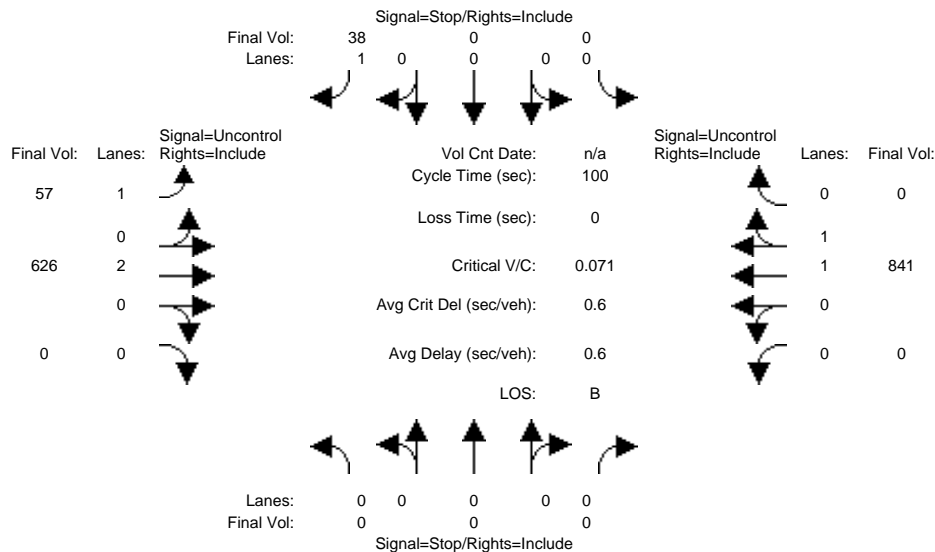 Signal=Stop/Rights=Include
Final Vol: 38 0 0
Lanes: 1 0 0 0 0
Signal=Uncontrol Signal=Uncontrol
Final Vol: Lanes: Rights=Include Vol Cnt Date: n/a Rights=Include Lanes: Final Vol:
Cycle Time (sec): 100
57 1 0 0
Loss Time (sec): 0
0 1
626 2 Critical V/C: 0.071 1 841
0 Avg Crit Del (sec/veh): 0.6 0
0 0 Avg Delay (sec/veh): 0.6 0 0
LOS: B
Lanes: 0 0 0 0 0
Final Vol: 0 0 0
Signal=Stop/Rights=Include